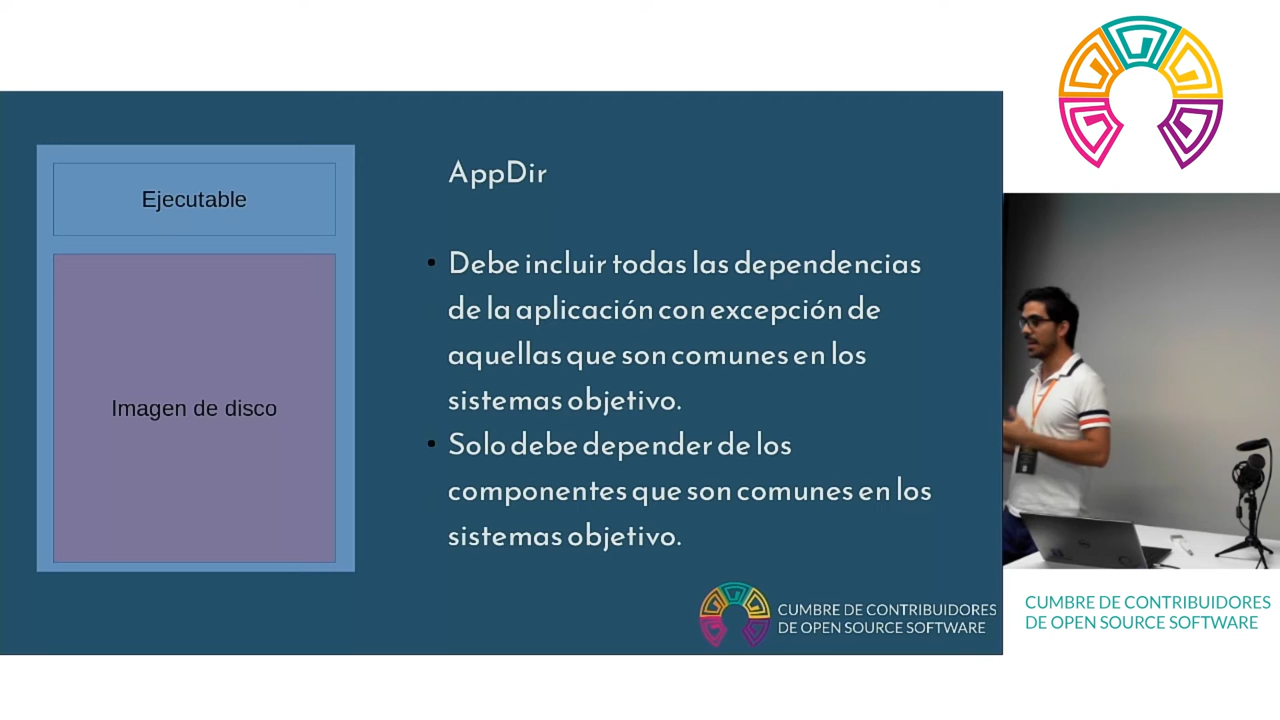 Ejecutable
Imagen de disco
AppDir
• Debe incluir todas las dependencias
de la aplicación con excepción de
aquellas que son comunes en los
sistemas objetivo.
• Solo debe depender de los
componentes que son comunes en los
sistemas objetivo.
CUMBRE DE CONTRIBUIDORES
DE OPEN SOURCE SOFTWARE
CUMBRE DE CONTRIBUIDORES
DE OPEN SOURCE SOFTWARE